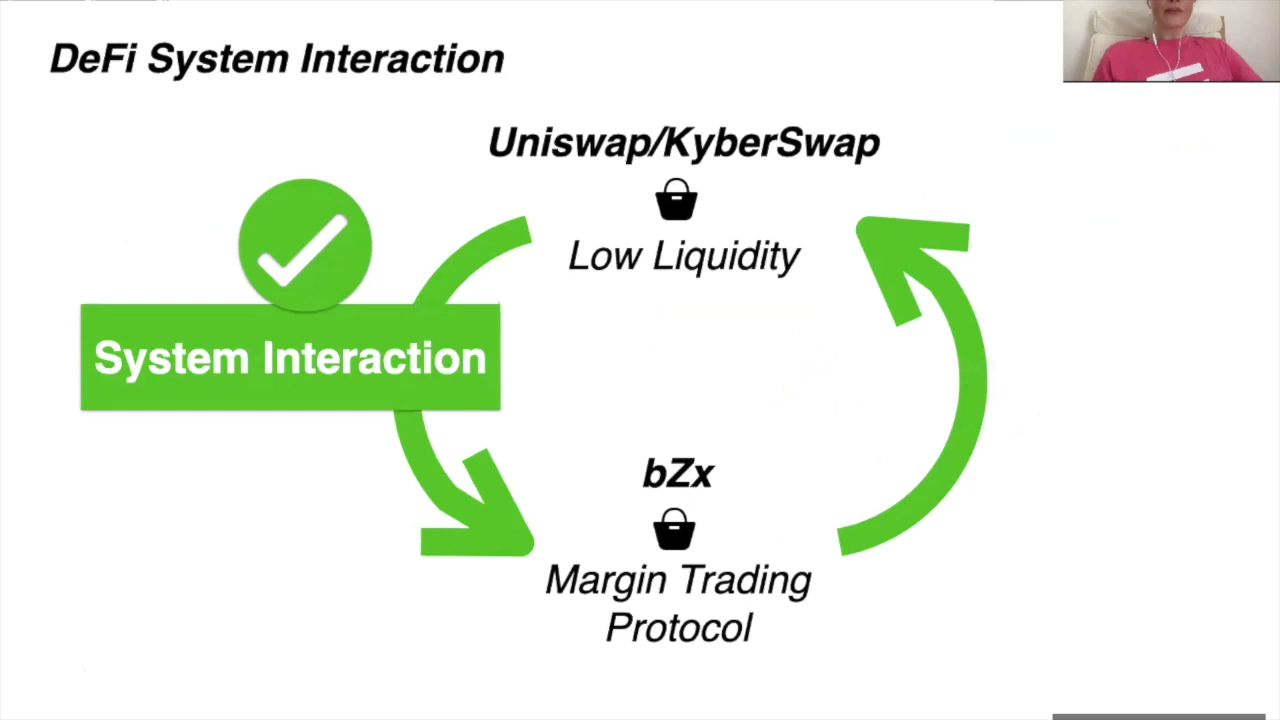 DeFi System Interaction
Uniswap/KyberSwap
Low Liquidity
System Interaction
bZx
Margin Trading
Protocol